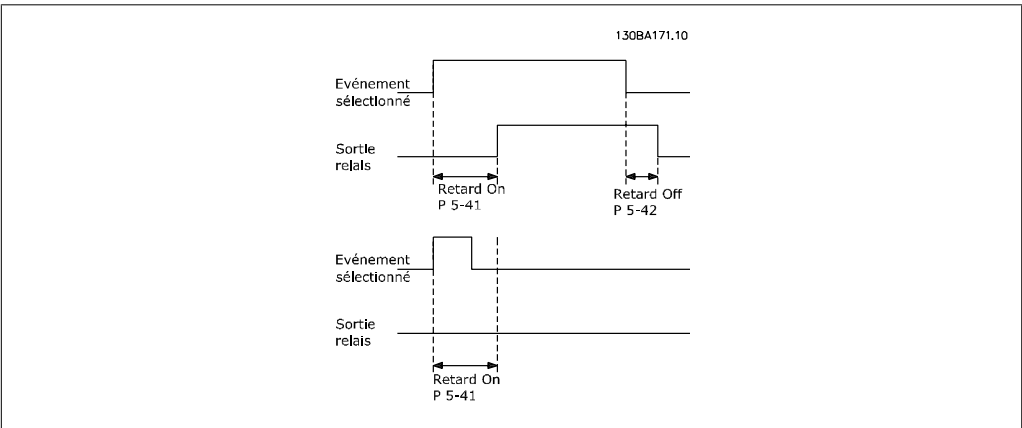 130BA171.10
Evénement
sélectionné
Sortie
relais
Retard On
P 5-41
Retard Off
P 5-42
Evénement
sélectionné
Sortie
relais
Retard On
P 5-41